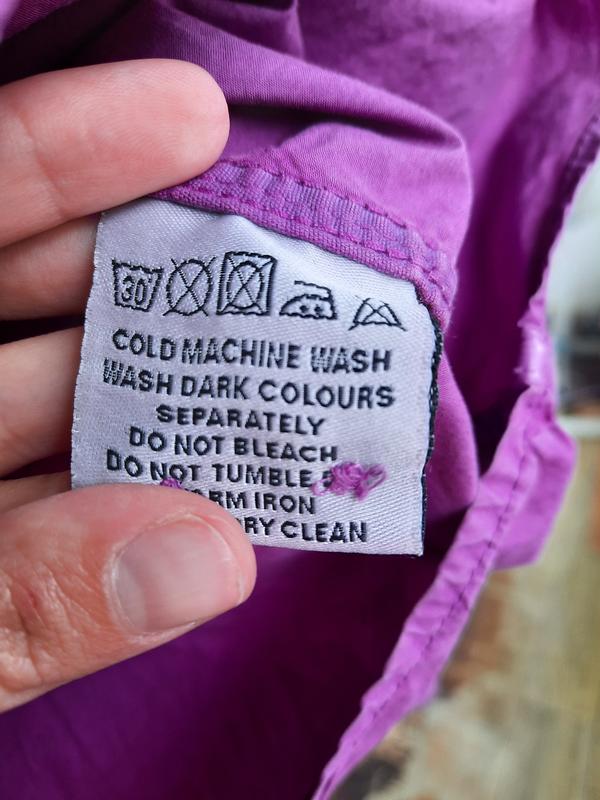 30
COLD MACHINE WASH
WASH DARK COLOURS
SEPARATELY
DO NOT BLEACH
DO NOT TUMBLE
IRON
CLEAN